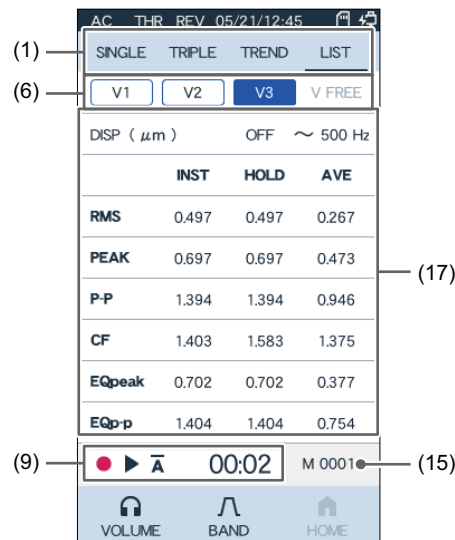 AC THR REV 05/21/12:45
(1) SINGLE TRIPLE TREND LIST
(6) V1 V2 V3 V FREE
DISP ( μm ) OFF ～ 500 Hz
INST HOLD AVE
RMS 0.497 0.497 0.267
PEAK 0.697 0.697 0.473
(17)
P-P 1.394 1.394 0.946
CF 1.403 1.583 1.375
EQpeak 0.702 0.702 0.377
EQp-p 1.404 1.404 0.754
(9) A 00:02 M 0001 (15)
VOLUME BAND HOME